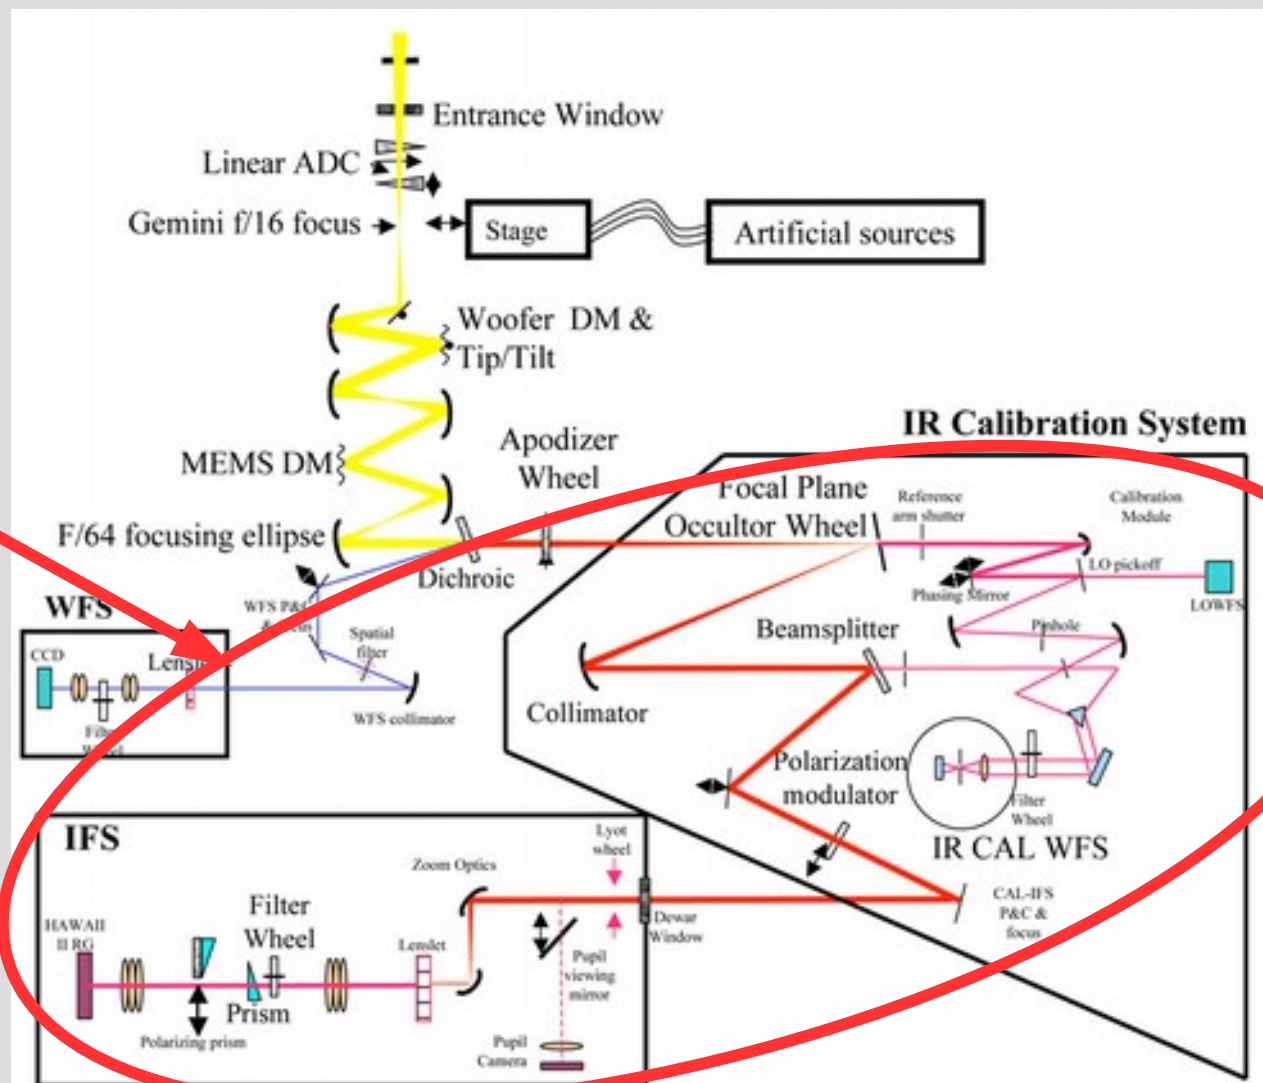 Entrance Window
Linear ADC
Gemini f/16 focus
Stage
Artificial sources
Woofer DM &
Tip/Tilt
IR Calibration System
Apodizer
Wheel
MEMS DM
Focal Plane
Occultor Wheel
Reference
arm shutter
Calibration
Module
F/64 focusing ellipse
Dichroic
LO pickoff
Phasing Mirror
LOWFS
WFS
WFS P&C
& focus
Spatial
filter
Beamsplitter
Pinhole
CCD
Filter
WFS collimator
Collimator
Polarization
modulator
Filter
Wheel
IR CAL WFS
IFS
Lyot
wheel
Zoom Optics
CAL-IFS
P&C &
focus
Filter
Wheel
HAWAII
II RG
Lenslet
Dewar
Window
Pupil
viewing
mirror
Prism
Polarizing prism
Pupil
Camera